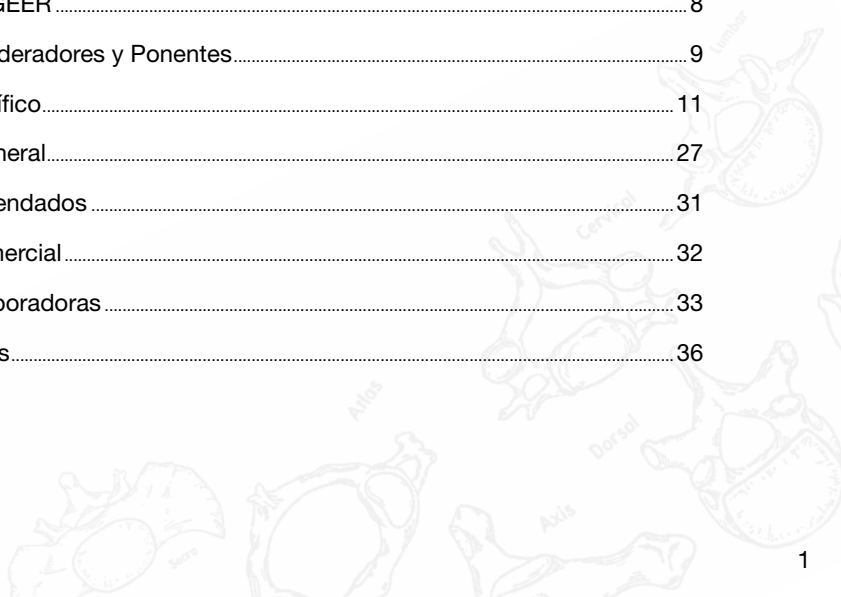 GEER 8
deradores y Ponentes 9
ífico 11
neral 27
endados 31
mercial 32
boradoras 33
s 36
Lumbar
Cervical
Atlas
Dorsal
Axis
Sacro
1